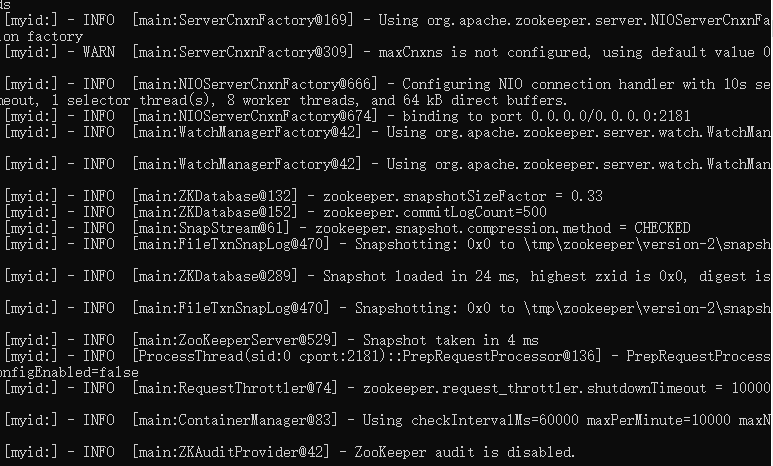 ds
[myid:] - INFO  [main:ServerCnxnFactory@169] - Using org.apache.zookeeper.server.NIOServerCnxnFa
ion factory
[myid:] - WARN  [main:ServerCnxnFactory@309] - maxCnxns is not configured, using default value 0
[myid:] - INFO  [main:NIOServerCnxnFactory@666] - Configuring NIO connection handler with 10s se
meout, 1 selector thread(s), 8 worker threads, and 64 kB direct buffers.
[myid:] - INFO  [main:NIOServerCnxnFactory@674] - binding to port 0.0.0.0/0.0.0.0:2181
[myid:] - INFO  [main:WatchManagerFactory@42] - Using org.apache.zookeeper.server.watch.WatchMan
[myid:] - INFO  [main:WatchManagerFactory@42] - Using org.apache.zookeeper.server.watch.WatchMan
[myid:] - INFO  [main:ZKDatabase@132] - zookeeper.snapshotSizeFactor = 0.33
[myid:] - INFO  [main:ZKDatabase@152] - zookeeper.commitLogCount=500
[myid:] - INFO  [main:SnapStream@61] - zookeeper.snapshot.compression.method = CHECKED
[myid:] - INFO  [main:FileTxnSnapLog@470] - Snapshotting: 0x0 to \tmp\zookeeper\version-2\snapsh
[myid:] - INFO  [main:ZKDatabase@289] - Snapshot loaded in 24 ms, highest zxid is 0x0, digest is
[myid:] - INFO  [main:FileTxnSnapLog@470] - Snapshotting: 0x0 to \tmp\zookeeper\version-2\snapsh
[myid:] - INFO  [main:ZooKeeperServer@529] - Snapshot taken in 4 ms
[myid:] - INFO  [ProcessThread(sid:0 cport:2181)::PrepRequestProcessor@136] - PrepRequestProcess
onfigEnabled=false
[myid:] - INFO  [main:RequestThrottler@74] - zookeeper.request_throttler.shutdownTimeout = 10000
[myid:] - INFO  [main:ContainerManager@83] - Using checkIntervalMs=60000 maxPerMinute=10000 maxN
[myid:] - INFO  [main:ZKAuditProvider@42] - ZooKeeper audit is disabled.